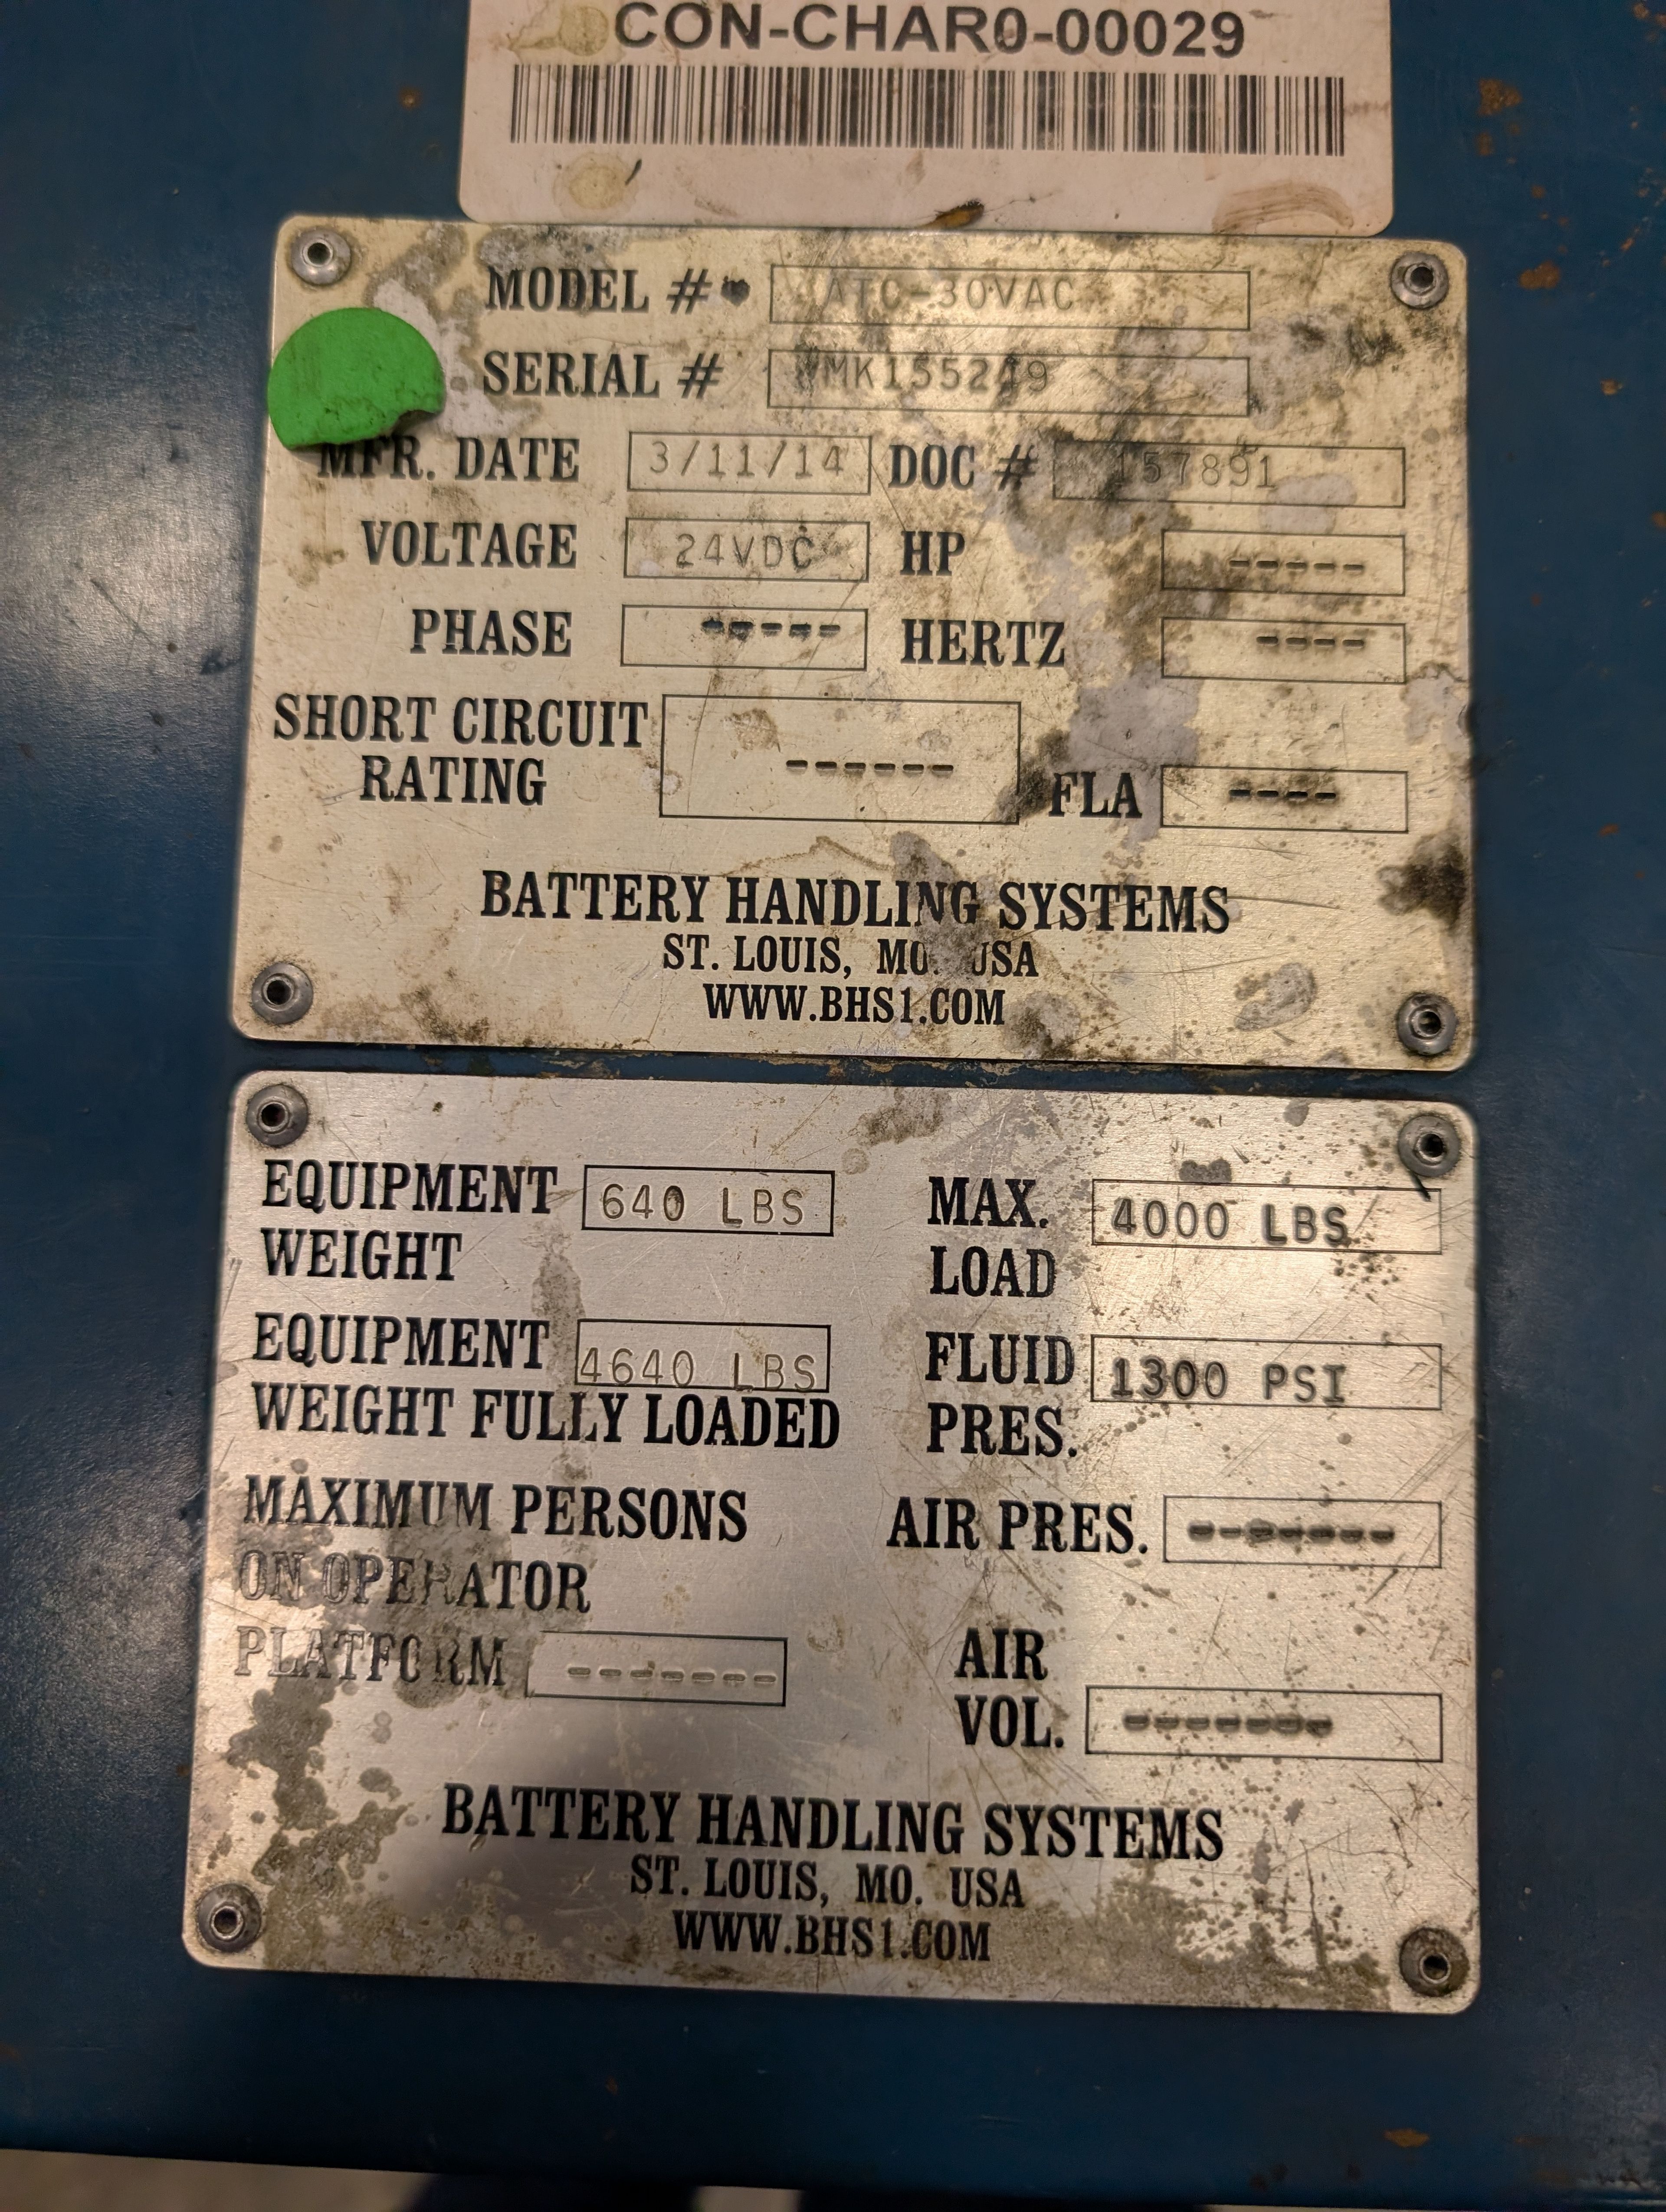 CON-CHAR0-00029
MODEL # ATC-30VAC
SERIAL #
MFR. DATE 3/11/14 DOC # 157891
VOLTAGE 24VDC HP -----
PHASE ----- HERTZ ----
SHORT CIRCUIT
RATING ------ FLA ----
BATTERY HANDLING SYSTEMS
ST. LOUIS, MO. USA
WWW.BHS1.COM
EQUIPMENT 640 LBS MAX. 4000 LBS
WEIGHT LOAD
EQUIPMENT 4640 LBS FLUID 1300 PSI
WEIGHT FULLY LOADED PRES.
MAXIMUM PERSONS AIR PRES. -------
ON OPERATOR
PLATFORM ------- AIR
VOL. -------
BATTERY HANDLING SYSTEMS
ST. LOUIS, MO. USA
WWW.BHS1.COM